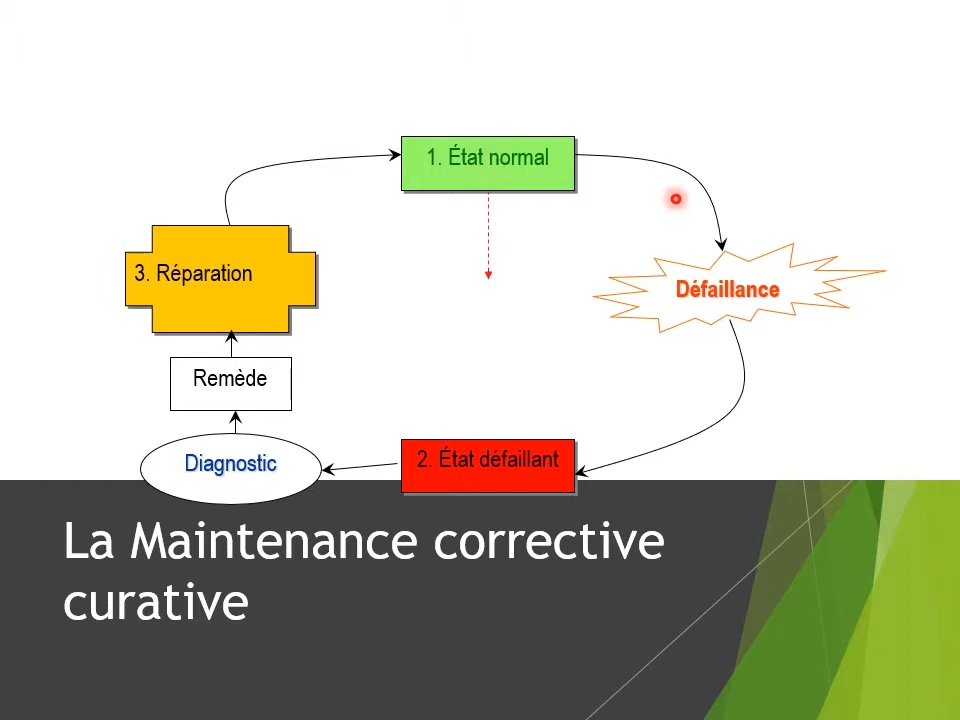 1. État normal
Défaillance
3. Réparation
Remède
Diagnostic
2. État défaillant
La Maintenance corrective
curative